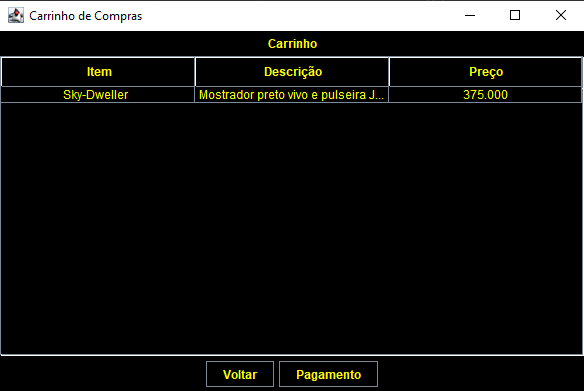 Carrinho de Compras
Carrinho
Item Descrição Preço
Sky-Dweller Mostrador preto vivo e pulseira J... 375.000
Voltar Pagamento